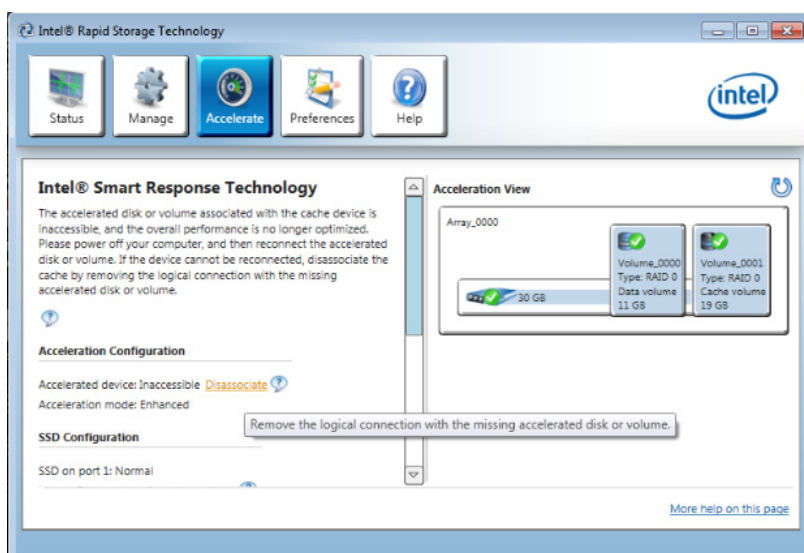 Intel® Rapid Storage Technology
Status
Manage
Accelerate
Preferences
Help
intel
Intel® Smart Response Technology
The accelerated disk or volume associated with the cache device is
inaccessible, and the overall performance is no longer optimized.
Please power off your computer, and then reconnect the accelerated
disk or volume. If the device cannot be reconnected, disassociate the
cache by removing the logical connection with the missing
accelerated disk or volume.
Acceleration Configuration
Accelerated device: Inaccessible Disassociate
Acceleration mode: Enhanced
Remove the logical connection with the missing accelerated disk or volume.
SSD Configuration
SSD on port 1: Normal
Acceleration View
Array_0000
30 GB
Volume_0000
Type: RAID 0
Data volume
11 GB
Volume_0001
Type: RAID 0
Cache volume
19 GB
More help on this page